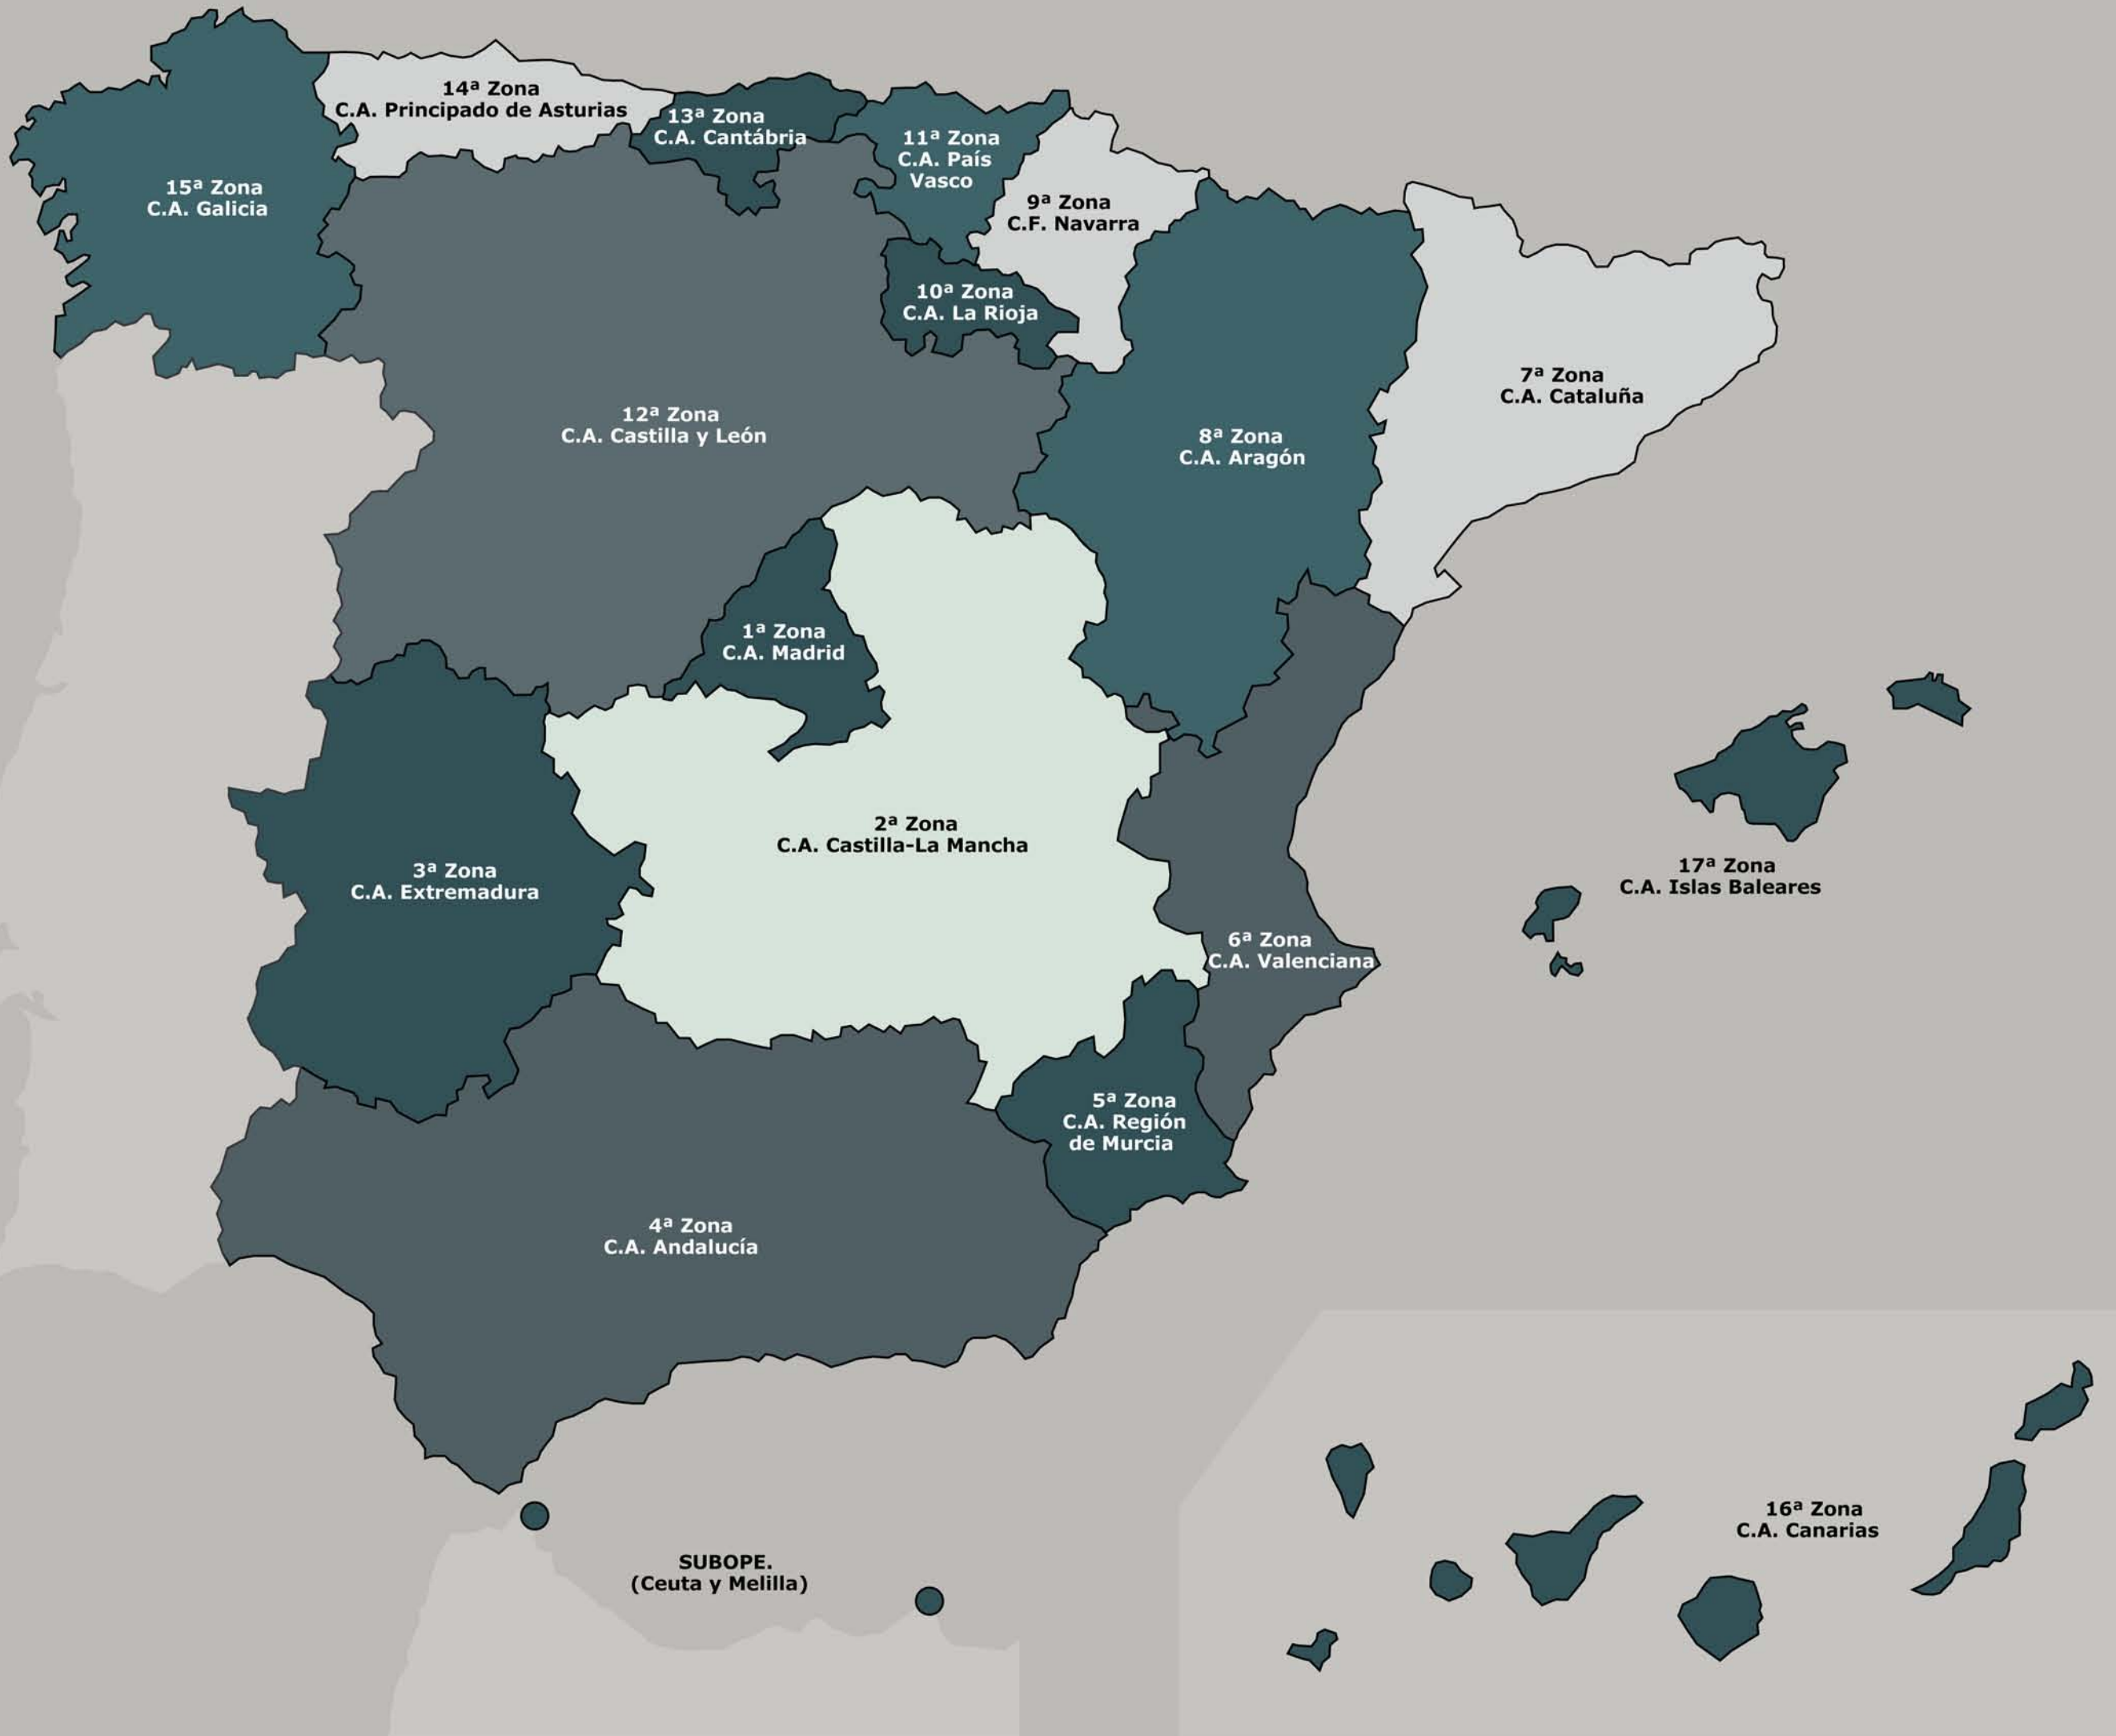 14ª Zona
C.A. Principado de Asturias
13ª Zona
C.A. Cantábria
11ª Zona
C.A. País
Vasco
15ª Zona
C.A. Galicia
9ª Zona
C.F. Navarra
10ª Zona
C.A. La Rioja
7ª Zona
C.A. Cataluña
12ª Zona
C.A. Castilla y León
8ª Zona
C.A. Aragón
1ª Zona
C.A. Madrid
2ª Zona
C.A. Castilla-La Mancha
3ª Zona
C.A. Extremadura
17ª Zona
C.A. Islas Baleares
6ª Zona
C.A. Valenciana
5ª Zona
C.A. Región
de Murcia
4ª Zona
C.A. Andalucía
16ª Zona
C.A. Canarias
SUBOPE.
(Ceuta y Melilla)